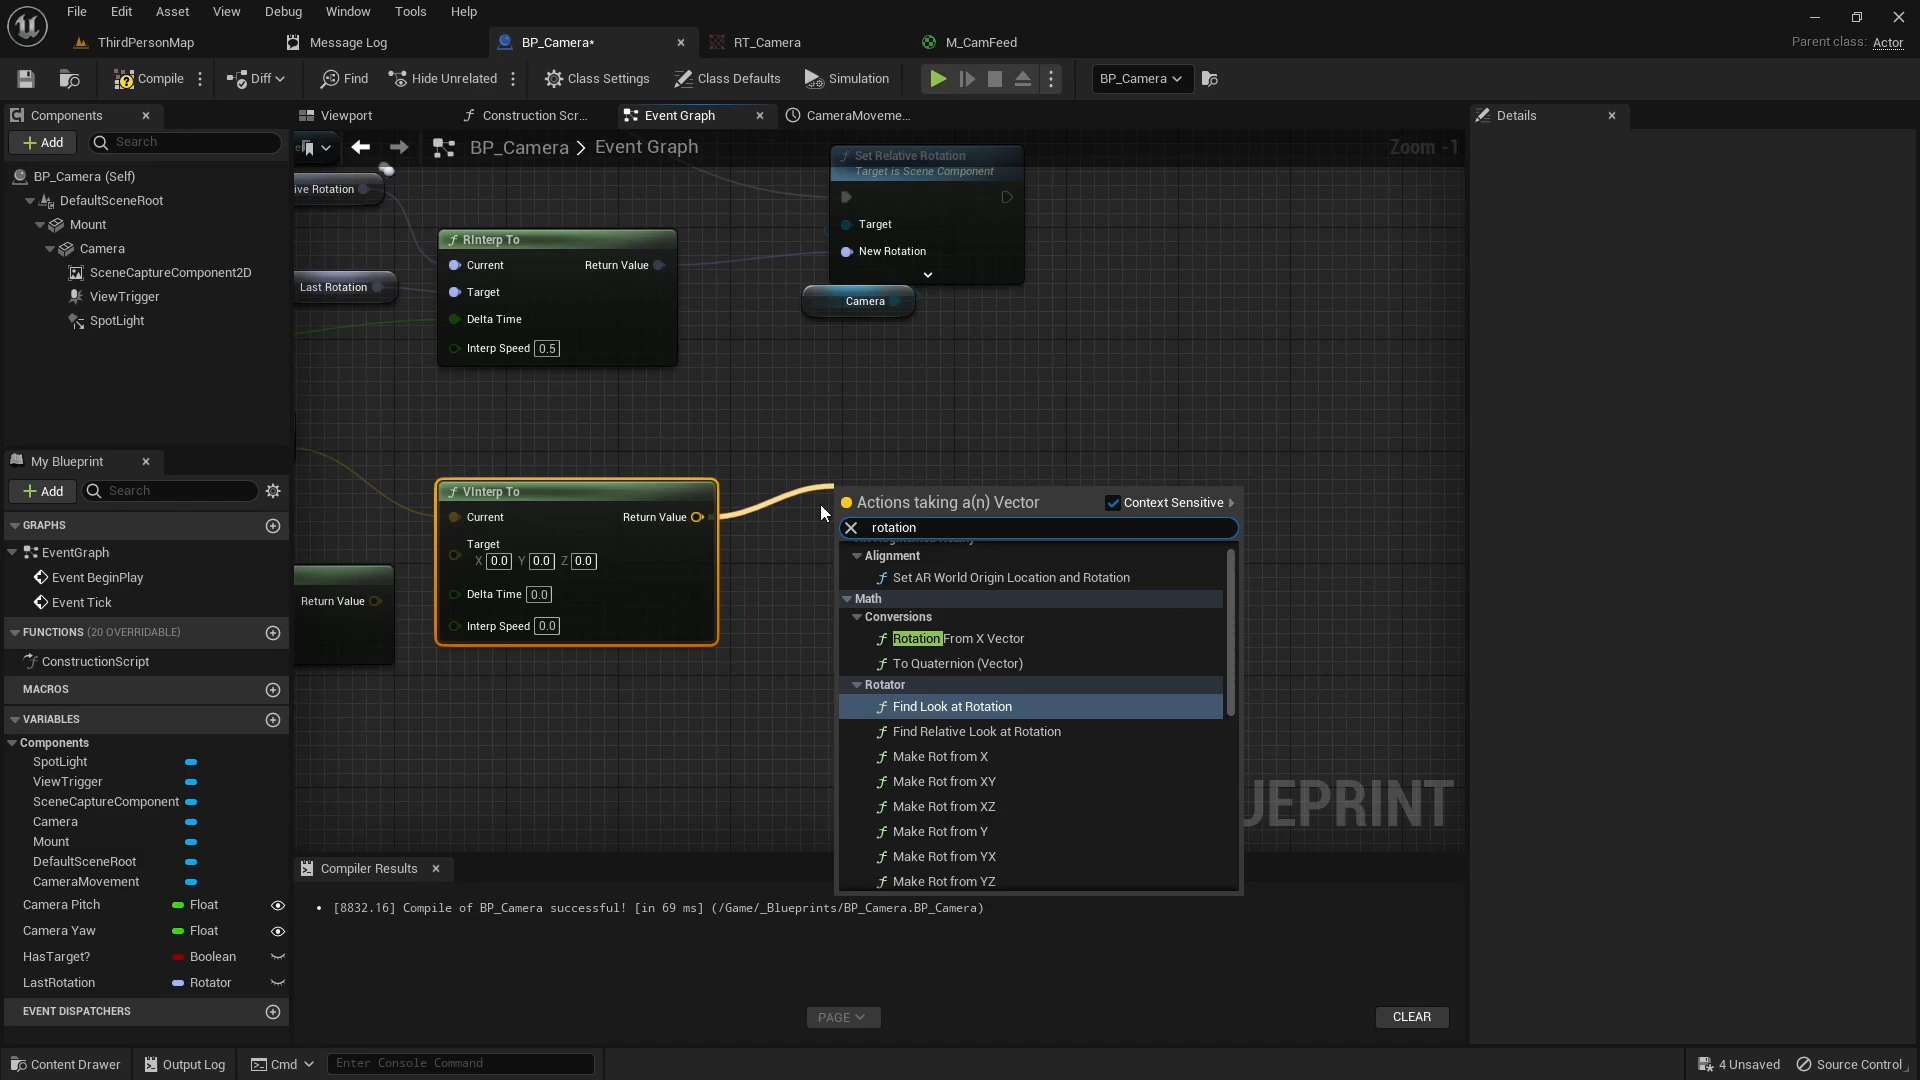 File Edit Asset View Debug Window Tools Help
ThirdPersonMap Message Log BP_Camera* RT_Camera M_CamFeed
Parent class: Actor
Compile Diff Find Hide Unrelated Class Settings Class Defaults Simulation BP_Camera
Components
Viewport Construction Scr... Event Graph CameraMoveme...
Details
Add Search
BP_Camera > Event Graph
Zoom -1
BP_Camera (Self)
DefaultSceneRoot
Mount
Camera
SceneCaptureComponent2D
ViewTrigger
SpotLight
Set Relative Rotation
Target is Scene Component
Target
New Rotation
Camera
ive Rotation
Last Rotation
RInterp To
Current Return Value
Target
Delta Time
Interp Speed 0.5
My Blueprint
Add Search
GRAPHS
EventGraph
Event BeginPlay
Event Tick
FUNCTIONS (20 OVERRIDABLE)
ConstructionScript
MACROS
VARIABLES
Components
SpotLight
ViewTrigger
SceneCaptureComponent
Camera
Mount
DefaultSceneRoot
CameraMovement
Camera Pitch Float
Camera Yaw Float
HasTarget? Boolean
LastRotation Rotator
EVENT DISPATCHERS
Return Value
VInterp To
Current Return Value
Target
X 0.0 Y 0.0 Z 0.0
Delta Time 0.0
Interp Speed 0.0
Actions taking a(n) Vector Context Sensitive
rotation
Alignment
Set AR World Origin Location and Rotation
Math
Conversions
Rotation From X Vector
To Quaternion (Vector)
Rotator
Find Look at Rotation
Find Relative Look at Rotation
Make Rot from X
Make Rot from XY
Make Rot from XZ
Make Rot from Y
Make Rot from YX
Make Rot from YZ
UEPRINT
Compiler Results
[8832.16] Compile of BP_Camera successful! [in 69 ms] (/Game/_Blueprints/BP_Camera.BP_Camera)
PAGE
CLEAR
Content Drawer Output Log Cmd Enter Console Command
4 Unsaved Source Control